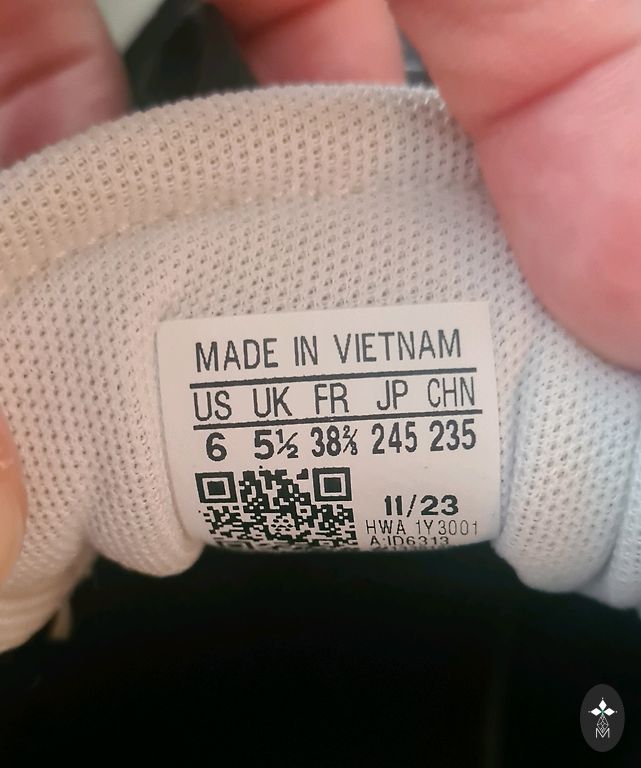 MADE IN VIETNAM
US UK FR JP CHN
6 5½ 38⅔ 245 235
11/23
HWA 1Y3001
A:ID6313
M